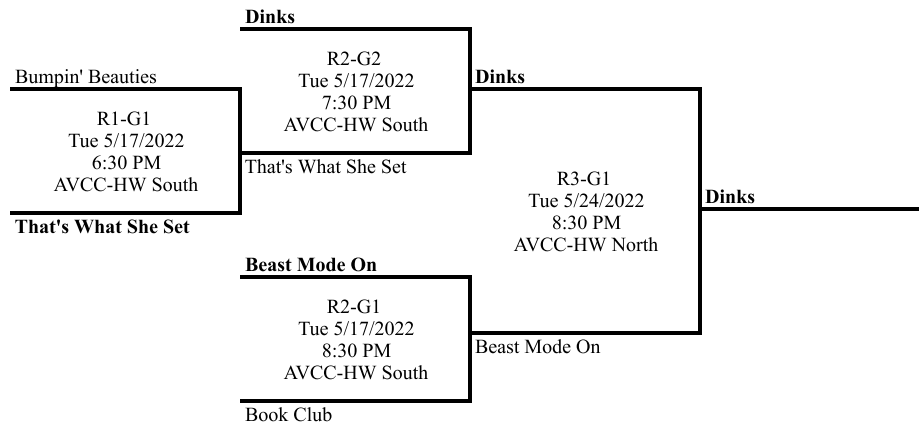 Dinks
R2-G2
Tue 5/17/2022
7:30 PM
AVCC-HW South
That's What She Set
Bumpin' Beauties
R1-G1
Tue 5/17/2022
6:30 PM
AVCC-HW South
That's What She Set
Dinks
R3-G1
Tue 5/24/2022
8:30 PM
AVCC-HW North
Beast Mode On
Dinks
Beast Mode On
R2-G1
Tue 5/17/2022
8:30 PM
AVCC-HW South
Book Club